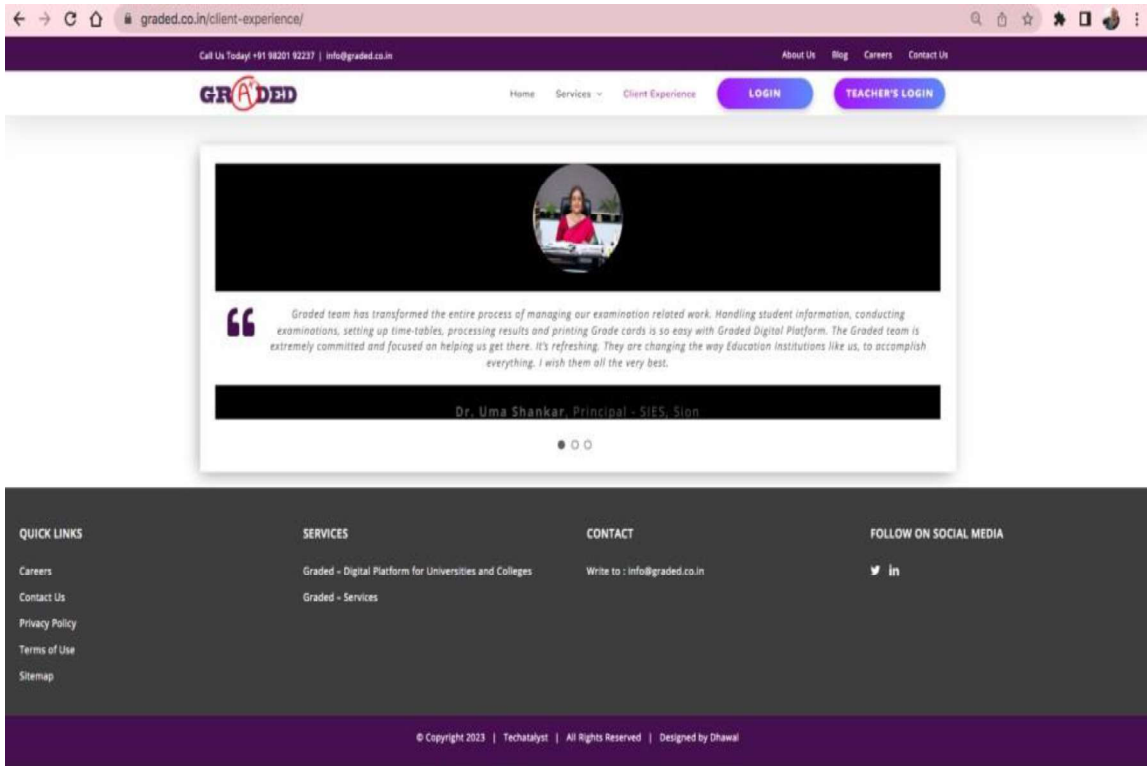 graded.co.in/client-experience/
Call Us Today! +91 98201 92237 | info@graded.co.in
About Us Blog Careers Contact Us
GRADED
Home Services Client Experience LOGIN TEACHER'S LOGIN
Graded team has transformed the entire process of managing our examination related work. Handling student information, conducting
examinations, setting up time-tables, processing results and printing Grade cards is so easy with Graded Digital Platform. The Graded team is
extremely committed and focused on helping us get there. It's refreshing. They are changing the way Education Institutions like us, to accomplish
everything. I wish them all the very best.
Dr. Uma Shankar, Principal - SIES, Sion
QUICK LINKS
Careers
Contact Us
Privacy Policy
Terms of Use
Sitemap
SERVICES
Graded – Digital Platform for Universities and Colleges
Graded – Services
CONTACT
Write to : info@graded.co.in
FOLLOW ON SOCIAL MEDIA
© Copyright 2023 | Techatalyst | All Rights Reserved | Designed by Dhawal